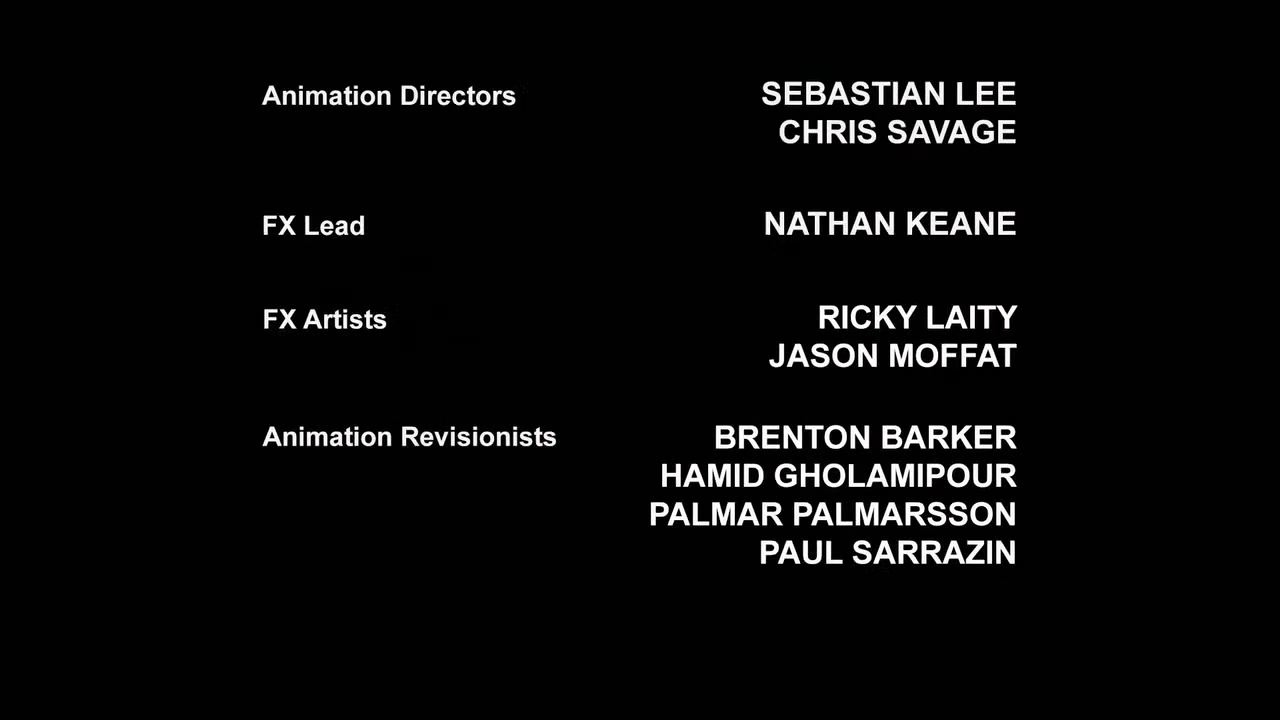 Animation Directors SEBASTIAN LEE
CHRIS SAVAGE
FX Lead NATHAN KEANE
FX Artists RICKY LAITY
JASON MOFFAT
Animation Revisionists BRENTON BARKER
HAMID GHOLAMIPOUR
PALMAR PALMARSSON
PAUL SARRAZIN